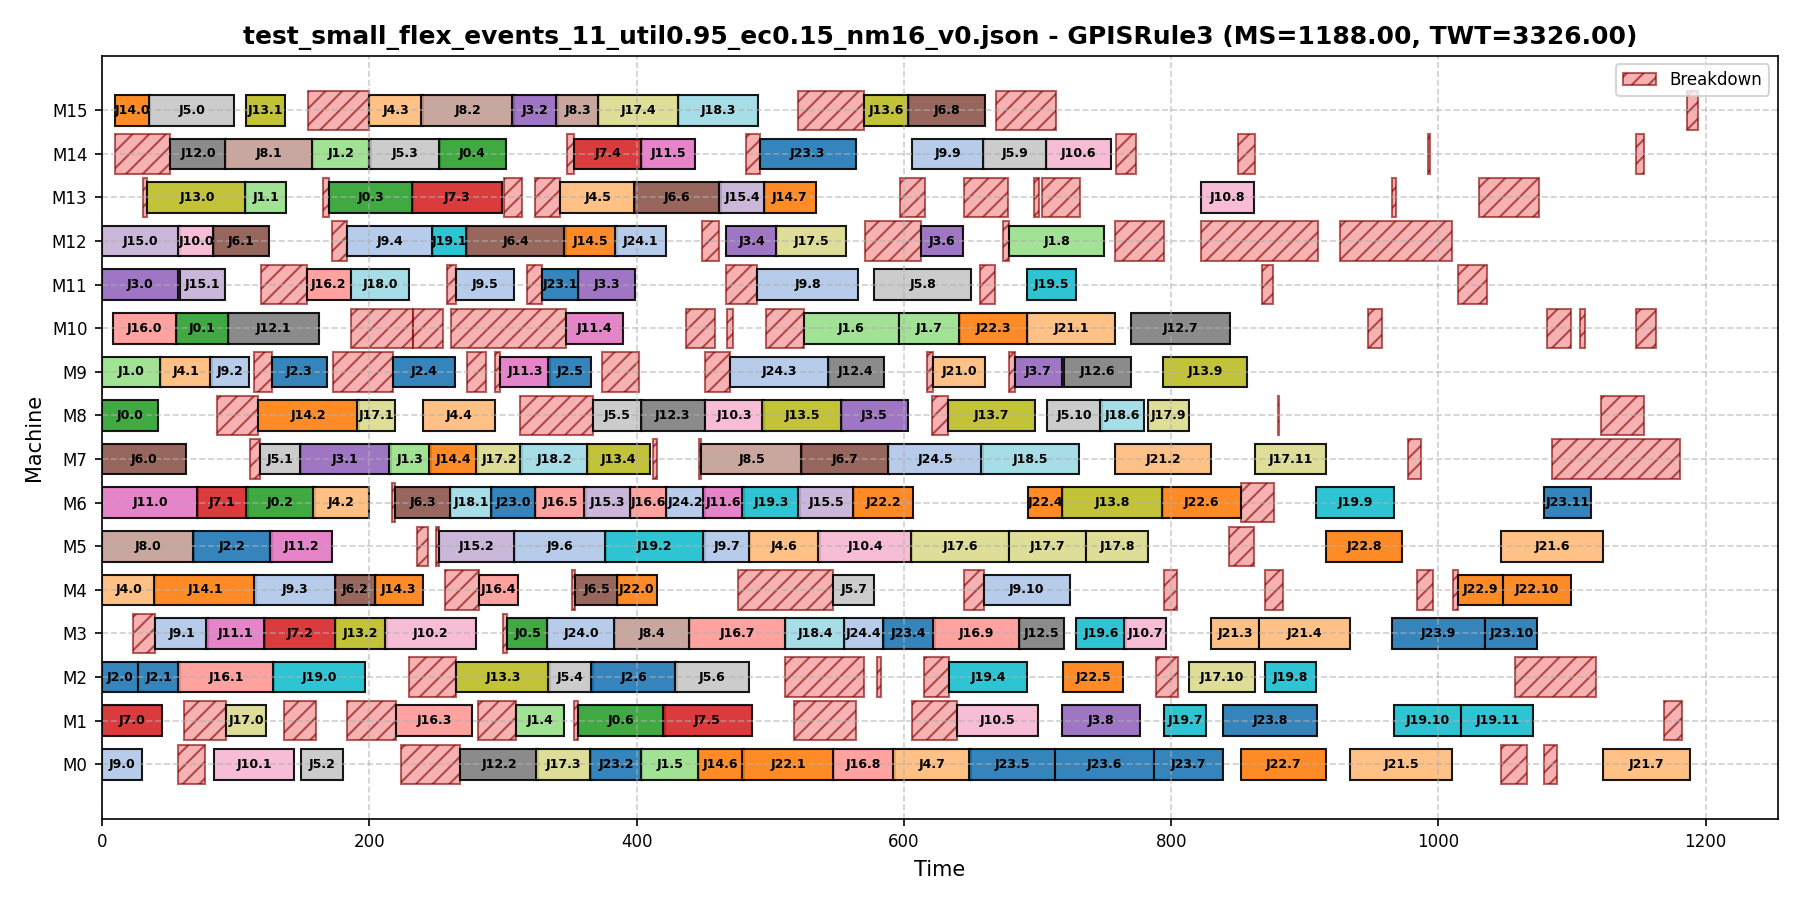 test_small_flex_events_11_util0.95_ec0.15_nm16_v0.json - GPISRule3 (MS=1188.00, TWT=3326.00)
Breakdown
Machine
M15 J14.0 J5.0 J13.1 J4.3 J8.2 J3.2 J8.3 J17.4 J18.3 J13.6 J6.8
M14 J12.0 J8.1 J1.2 J5.3 J0.4 J7.4 J11.5 J23.3 J9.9 J5.9 J10.6
M13 J13.0 J1.1 J0.3 J7.3 J4.5 J6.6 J15.4 J14.7 J10.8
M12 J15.0 J10.0 J6.1 J9.4 J19.1 J6.4 J14.5 J24.1 J3.4 J17.5 J3.6 J1.8
M11 J3.0 J15.1 J16.2 J18.0 J9.5 J23.1 J3.3 J9.8 J5.8 J19.5
M10 J16.0 J0.1 J12.1 J11.4 J1.6 J1.7 J22.3 J21.1 J12.7
M9 J1.0 J4.1 J9.2 J2.3 J2.4 J11.3 J2.5 J24.3 J12.4 J21.0 J3.7 J12.6 J13.9
M8 J0.0 J14.2 J17.1 J4.4 J5.5 J12.3 J10.3 J13.5 J3.5 J13.7 J5.10 J18.6 J17.9
M7 J6.0 J5.1 J3.1 J1.3 J14.4 J17.2 J18.2 J13.4 J8.5 J6.7 J24.5 J18.5 J21.2 J17.11
M6 J11.0 J7.1 J0.2 J4.2 J6.3 J18.1 J23.0 J16.5 J15.3 J16.6 J24.2 J11.6 J19.3 J15.5 J22.2 J22.4 J13.8 J22.6 J19.9 J23.11
M5 J8.0 J2.2 J11.2 J15.2 J9.6 J19.2 J9.7 J4.6 J10.4 J17.6 J17.7 J17.8 J22.8 J21.6
M4 J4.0 J14.1 J9.3 J6.2 J14.3 J16.4 J6.5 J22.0 J5.7 J9.10 J22.9 J22.10
M3 J9.1 J11.1 J7.2 J13.2 J10.2 J0.5 J24.0 J8.4 J16.7 J18.4 J24.4 J23.4 J16.9 J12.5 J19.6 J10.7 J21.3 J21.4 J23.9 J23.10
M2 J2.0 J2.1 J16.1 J19.0 J13.3 J5.4 J2.6 J5.6 J19.4 J22.5 J17.10 J19.8
M1 J7.0 J17.0 J16.3 J1.4 J0.6 J7.5 J10.5 J3.8 J19.7 J23.8 J19.10 J19.11
M0 J9.0 J10.1 J5.2 J12.2 J17.3 J23.2 J1.5 J14.6 J22.1 J16.8 J4.7 J23.5 J23.6 J23.7 J22.7 J21.5 J21.7
0 200 400 600 800 1000 1200
Time